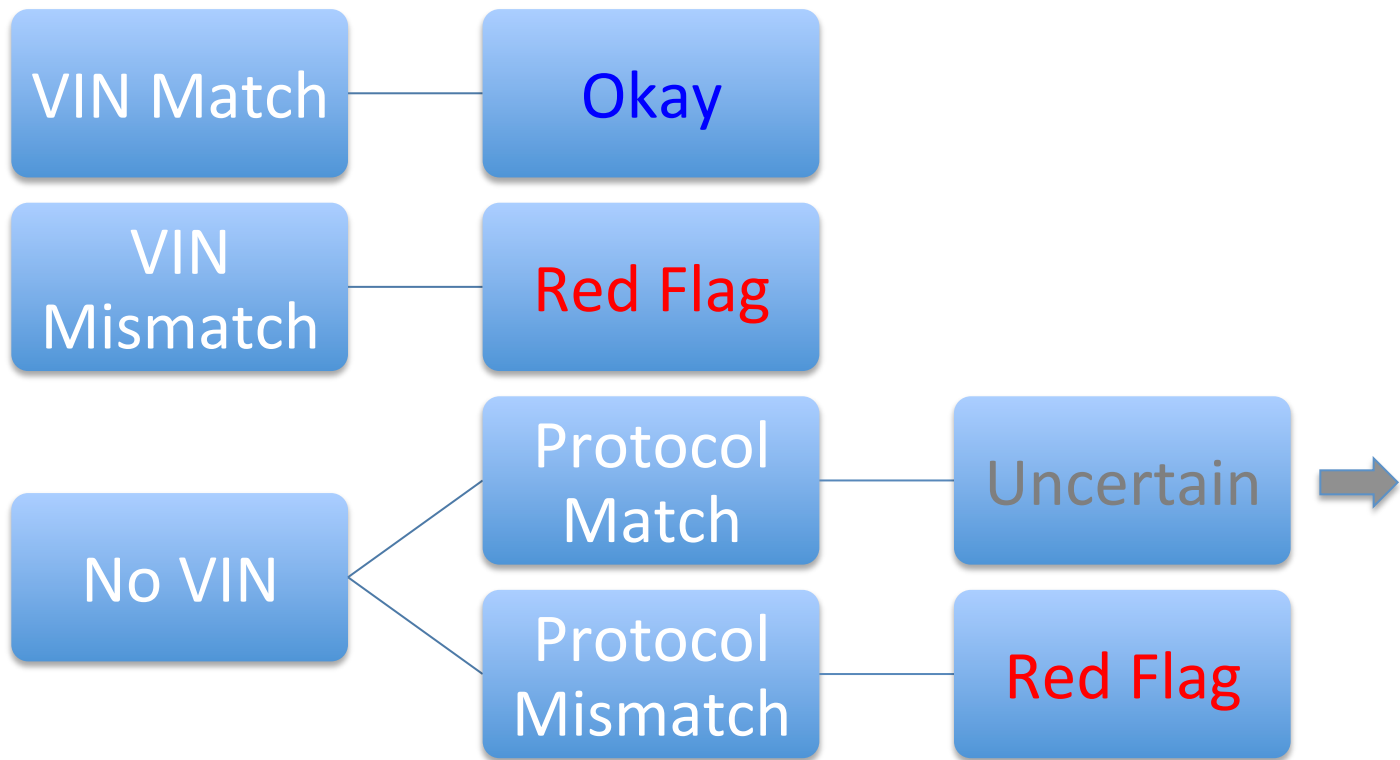 VIN Match
Okay
VIN
Mismatch
Red Flag
No VIN
Protocol
Match
Uncertain
Protocol
Mismatch
Red Flag